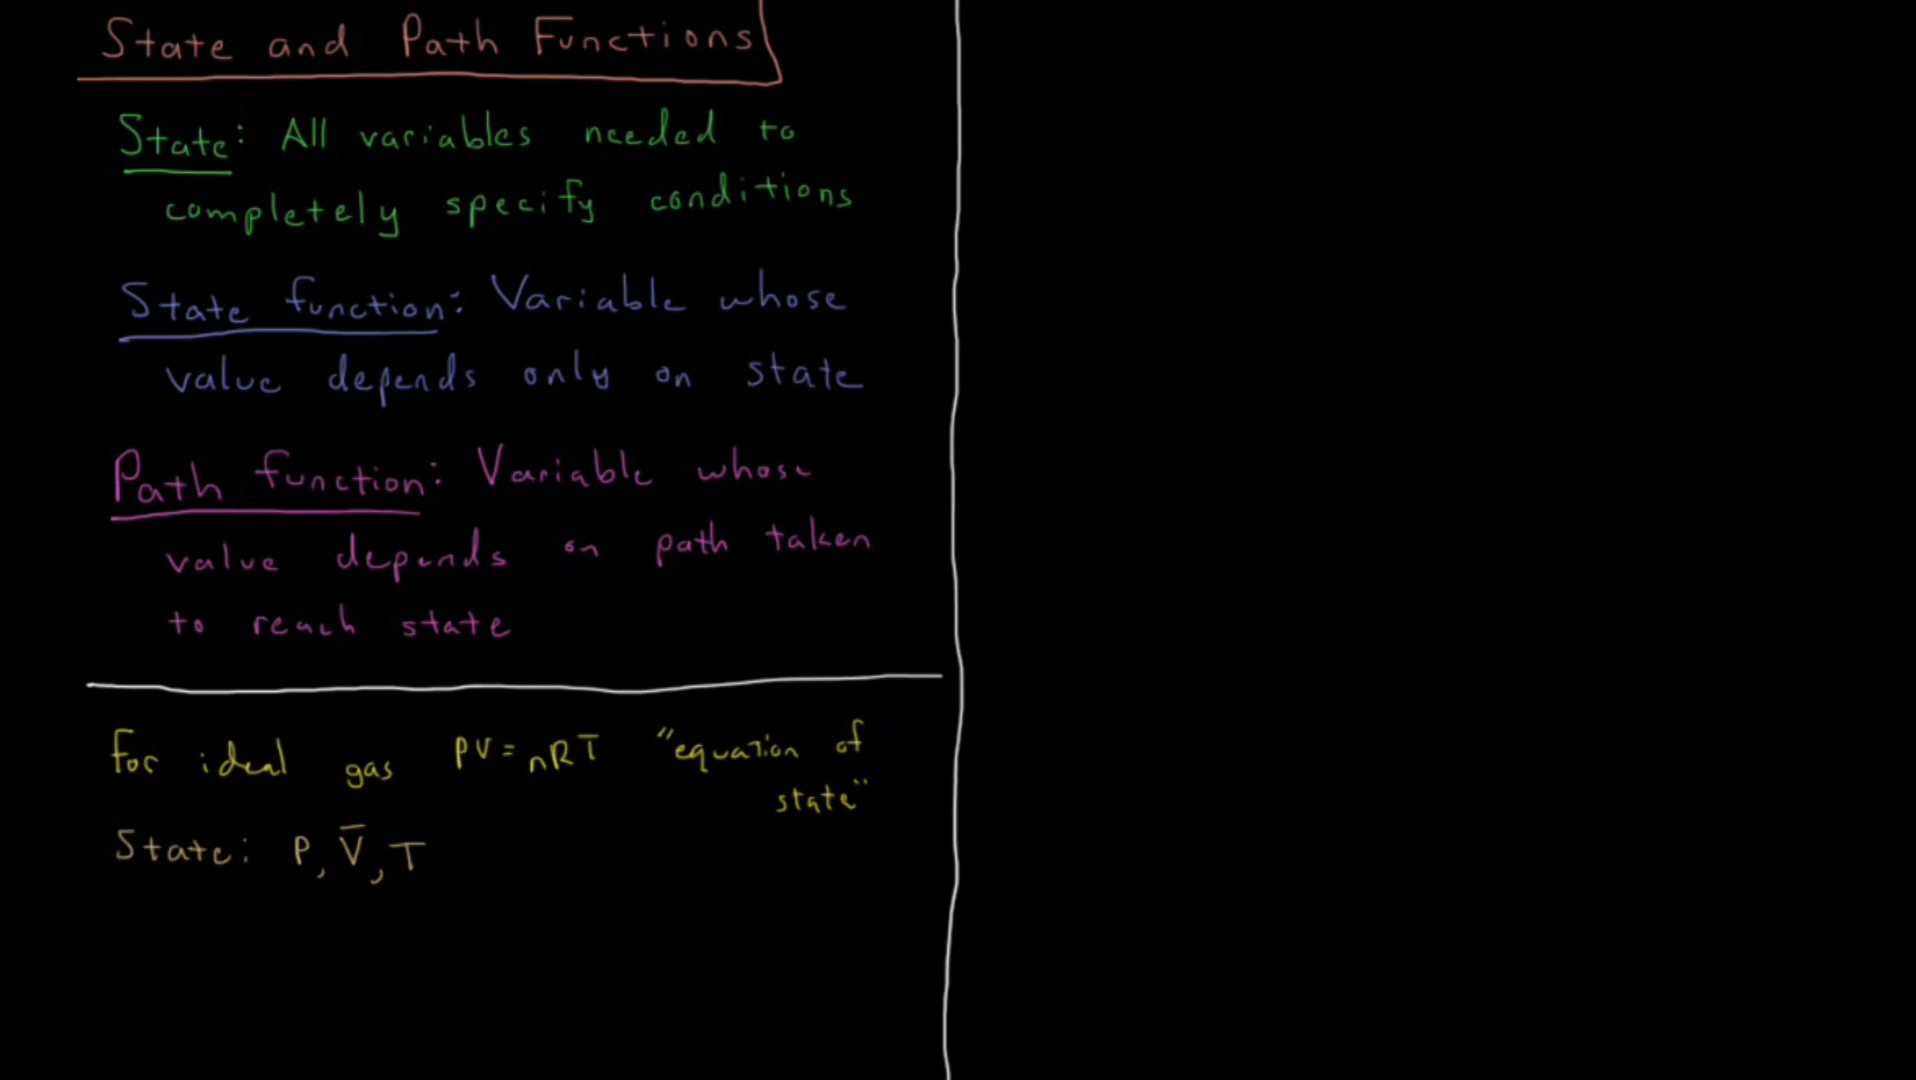 State and Path Functions
State: All variables needed to
completely specify conditions
State function: Variable whose
value depends only on state
Path function: Variable whose
value depends on path taken
to reach state
For ideal gas PV = nRT "equation of
state"
State: P, V̅, T